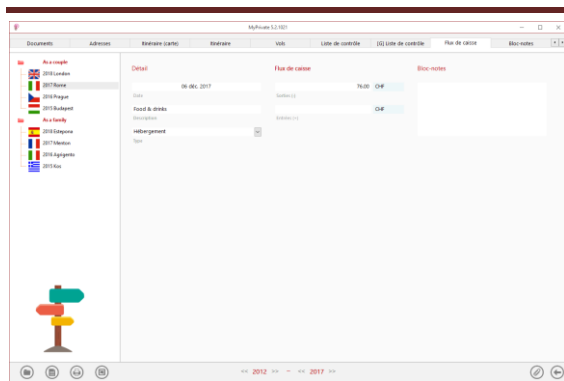 MyPrivate 5.2.1021
Documents Adresses Itinéraire (carte) Itinéraire Vols Liste de contrôle (G) Liste de contrôle Flux de caisse Bloc-notes
As a couple
2018 London
2017 Rome
2016 Prague
2015 Budapest
As a family
2018 Estepona
2017 Menton
2016 Agrigento
2015 Kos
Détail Flux de caisse Bloc-notes
06 déc. 2017 76.00 CHF
Date Sorties (-)
Food & drinks CHF
Description Entrées (+)
Hébergement
Type
<< 2012 >> - << 2017 >>